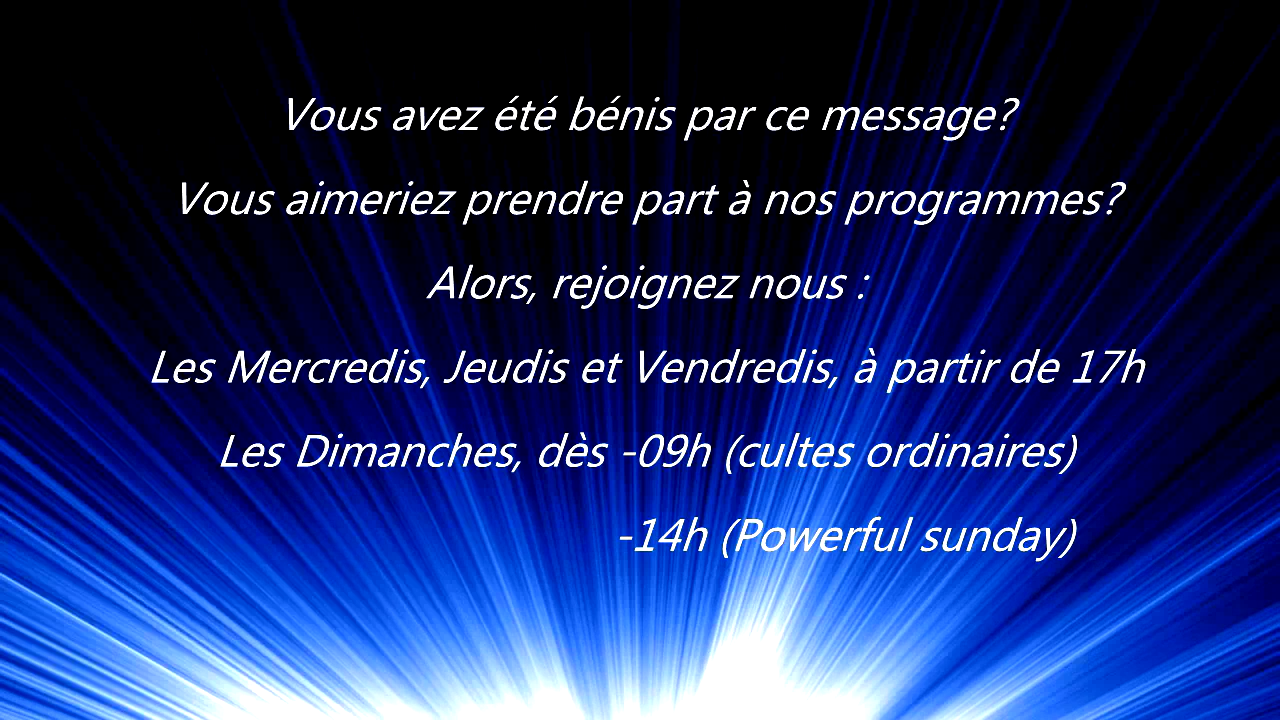 Vous avez été bénis par ce message?
Vous aimeriez prendre part à nos programmes?
Alors, rejoignez nous :
Les Mercredis, Jeudis et Vendredis, à partir de 17h
Les Dimanches, dès -09h (cultes ordinaires)
-14h (Powerful sunday)